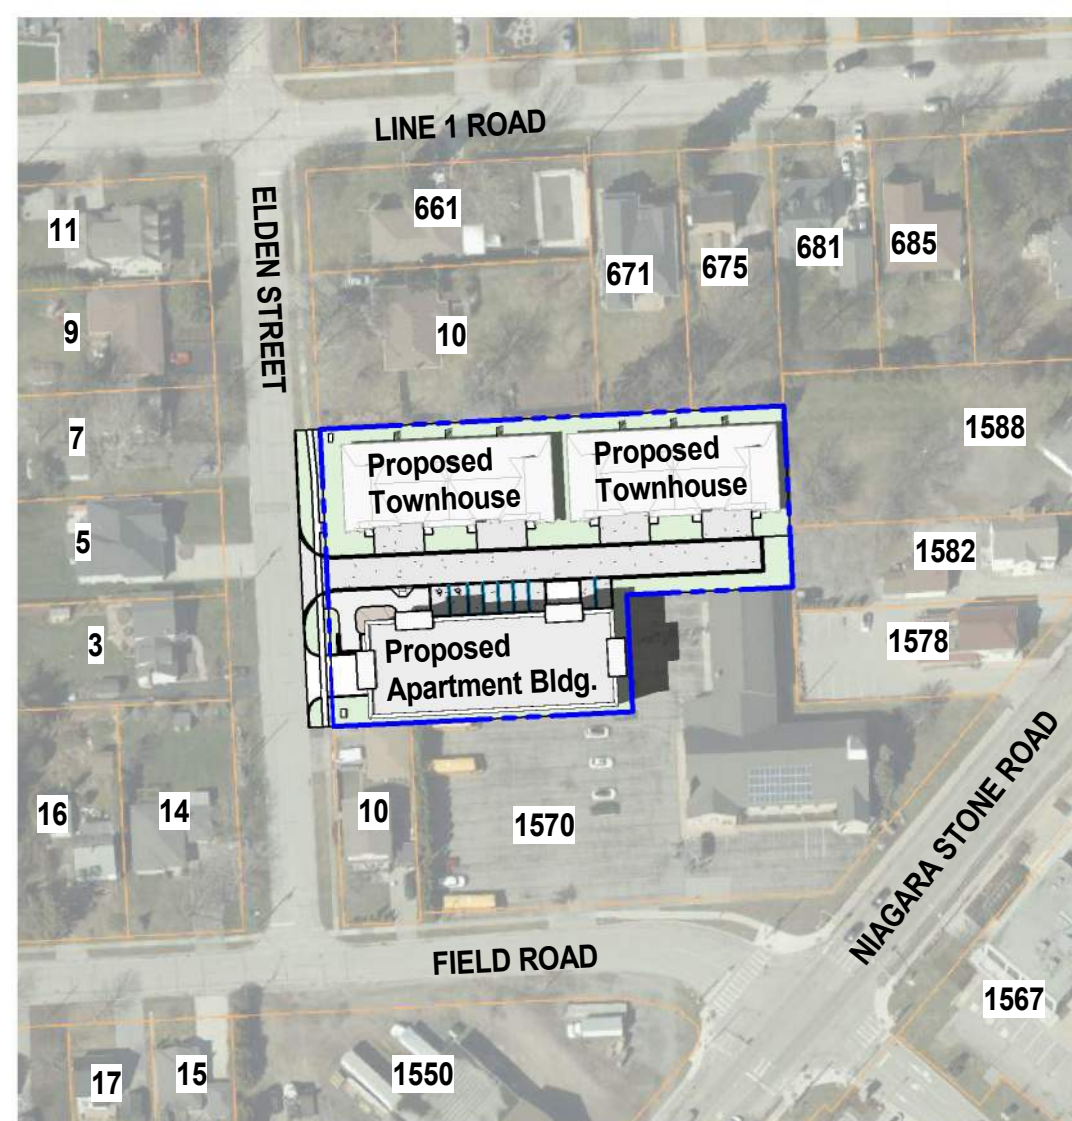 LINE 1 ROAD
ELDEN STREET
661
11
671
675
681
685
9
10
7
1588
Proposed
Townhouse
Proposed
Townhouse
5
1582
3
1578
Proposed
Apartment Bldg.
16
14
10
1570
NIAGARA STONE ROAD
FIELD ROAD
1567
17
15
1550